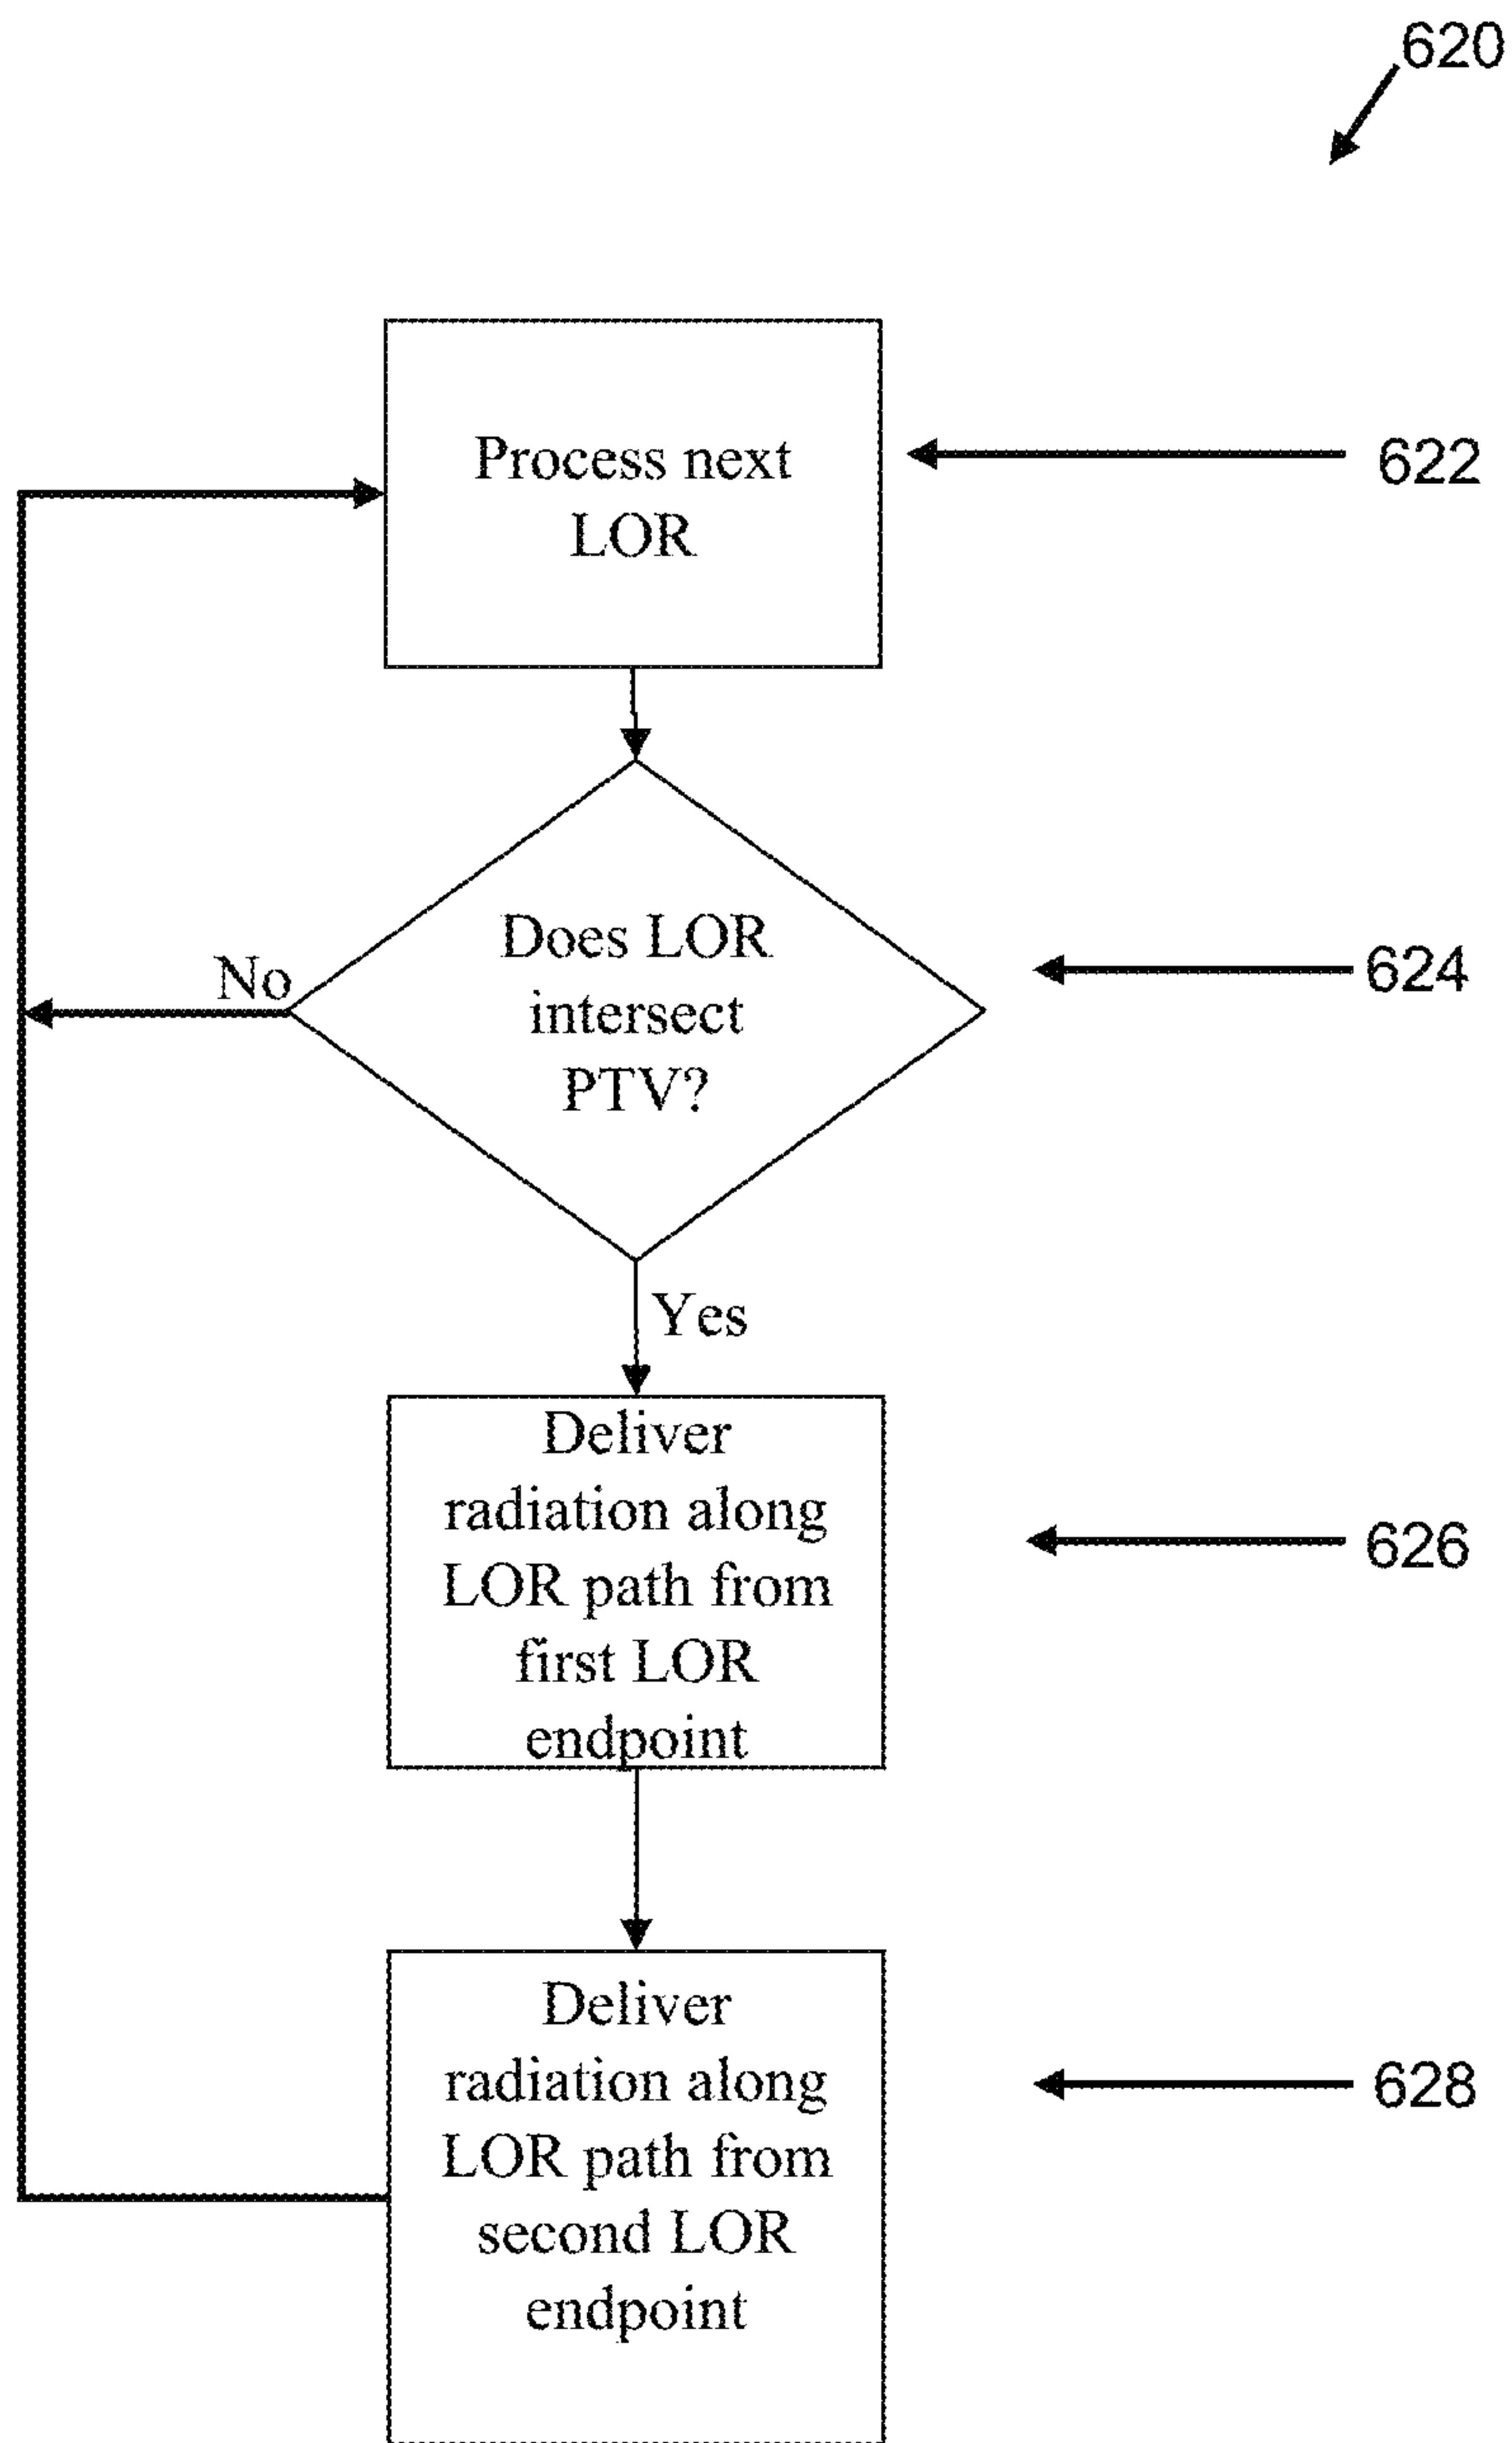 620
Process next
LOR
622
Does LOR
intersect
PTV?
624
No
Yes
Deliver
radiation along
LOR path from
first LOR
endpoint
626
Deliver
radiation along
LOR path from
second LOR
endpoint
628